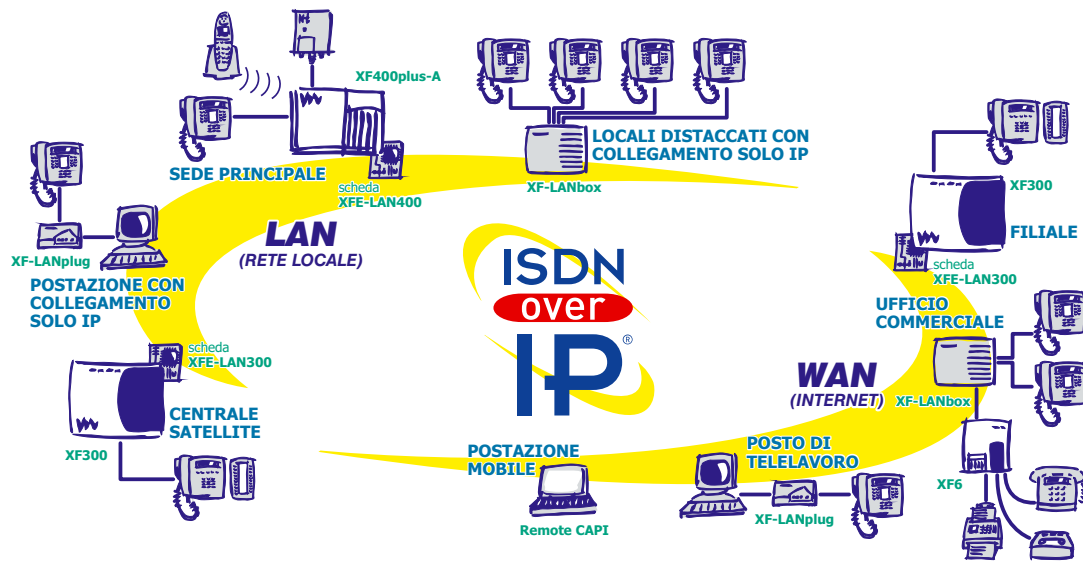 XF400plus-A
SEDE PRINCIPALE
scheda
XFE-LAN400
LOCALI DISTACCATI CON
COLLEGAMENTO SOLO IP
XF-LANbox
XF300
FILIALE
scheda
XFE-LAN300
LAN
(RETE LOCALE)
XF-LANplug
POSTAZIONE CON
COLLEGAMENTO
SOLO IP
ISDN
over
IP®
UFFICIO
COMMERCIALE
scheda
XFE-LAN300
WAN
(INTERNET)
XF-LANbox
CENTRALE
SATELLITE
XF300
POSTAZIONE
MOBILE
Remote CAPI
POSTO DI
TELELAVORO
XF-LANplug
XF6